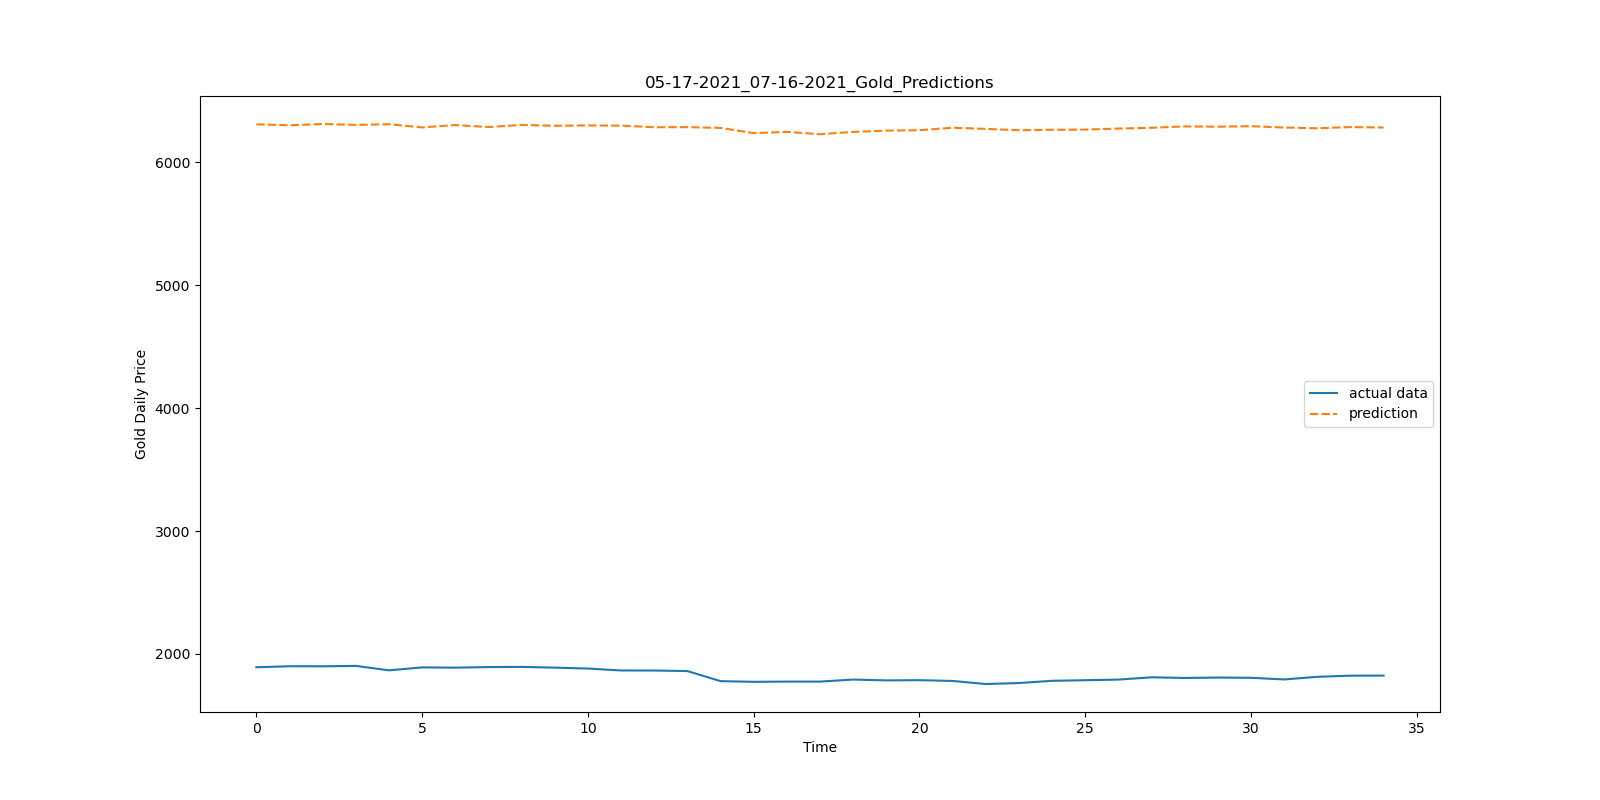 05-17-2021_07-16-2021_Gold_Predictions
Gold Daily Price
6000
5000
4000
3000
2000
actual data
prediction
0 5 10 15 20 25 30 35
Time